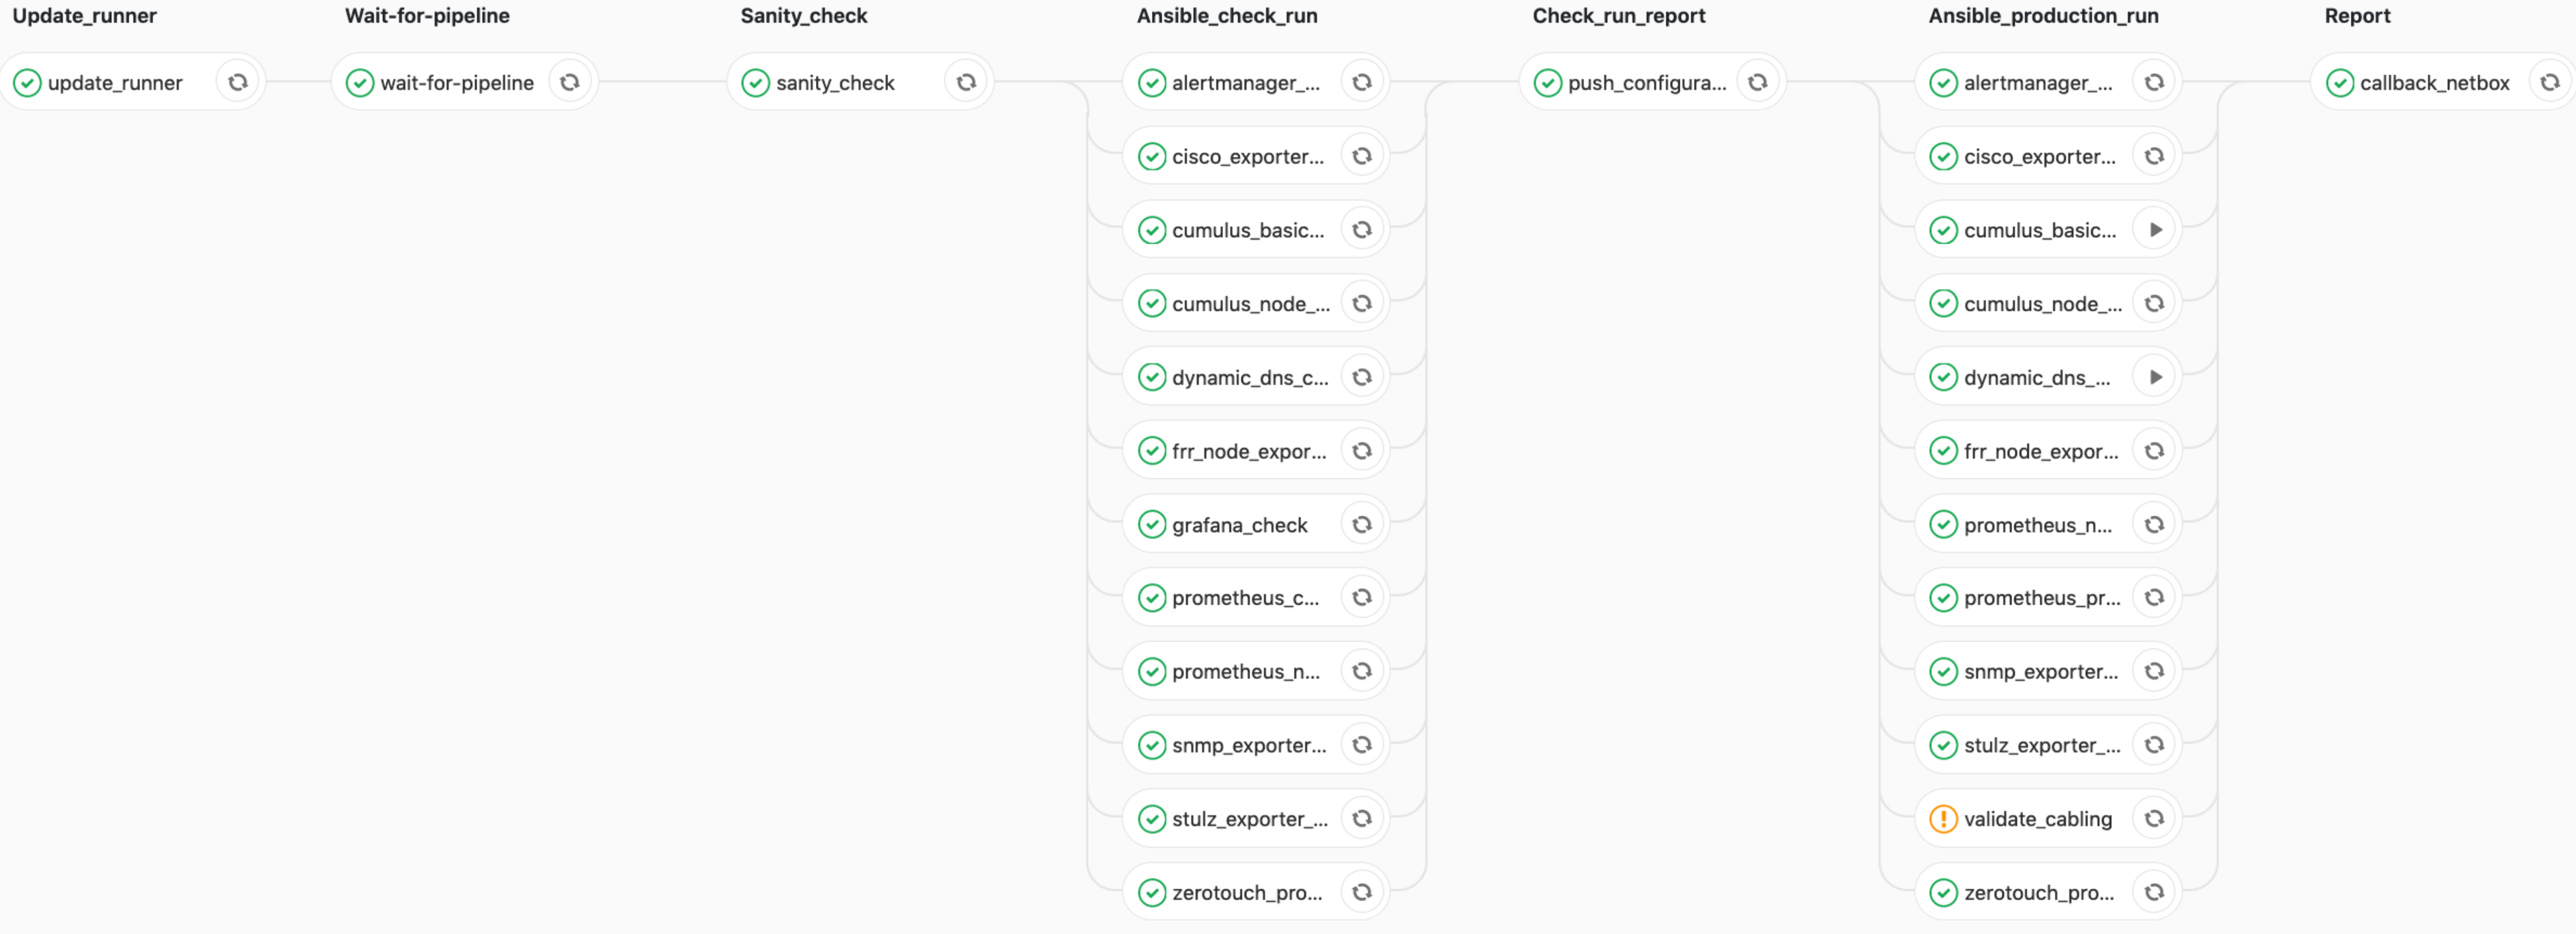 Update_runner
Wait-for-pipeline
Sanity_check
Ansible_check_run
Check_run_report
Ansible_production_run
Report
update_runner
wait-for-pipeline
sanity_check
alertmanager_...
push_configura...
alertmanager_...
callback_netbox
cisco_exporter...
cisco_exporter...
cumulus_basic...
cumulus_basic...
cumulus_node_...
cumulus_node_...
dynamic_dns_c...
dynamic_dns_...
frr_node_expor...
frr_node_expor...
grafana_check
prometheus_n...
prometheus_c...
prometheus_pr...
prometheus_n...
snmp_exporter...
snmp_exporter...
stulz_exporter_...
stulz_exporter_...
validate_cabling
zerotouch_pro...
zerotouch_pro...